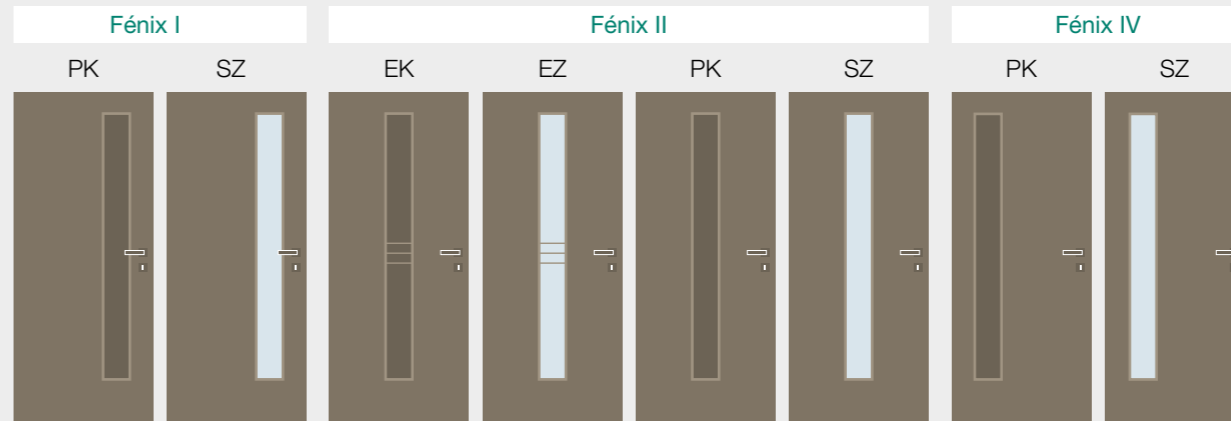 Fénix I
Fénix II
Fénix IV
PK
SZ
EK
EZ
PK
SZ
PK
SZ